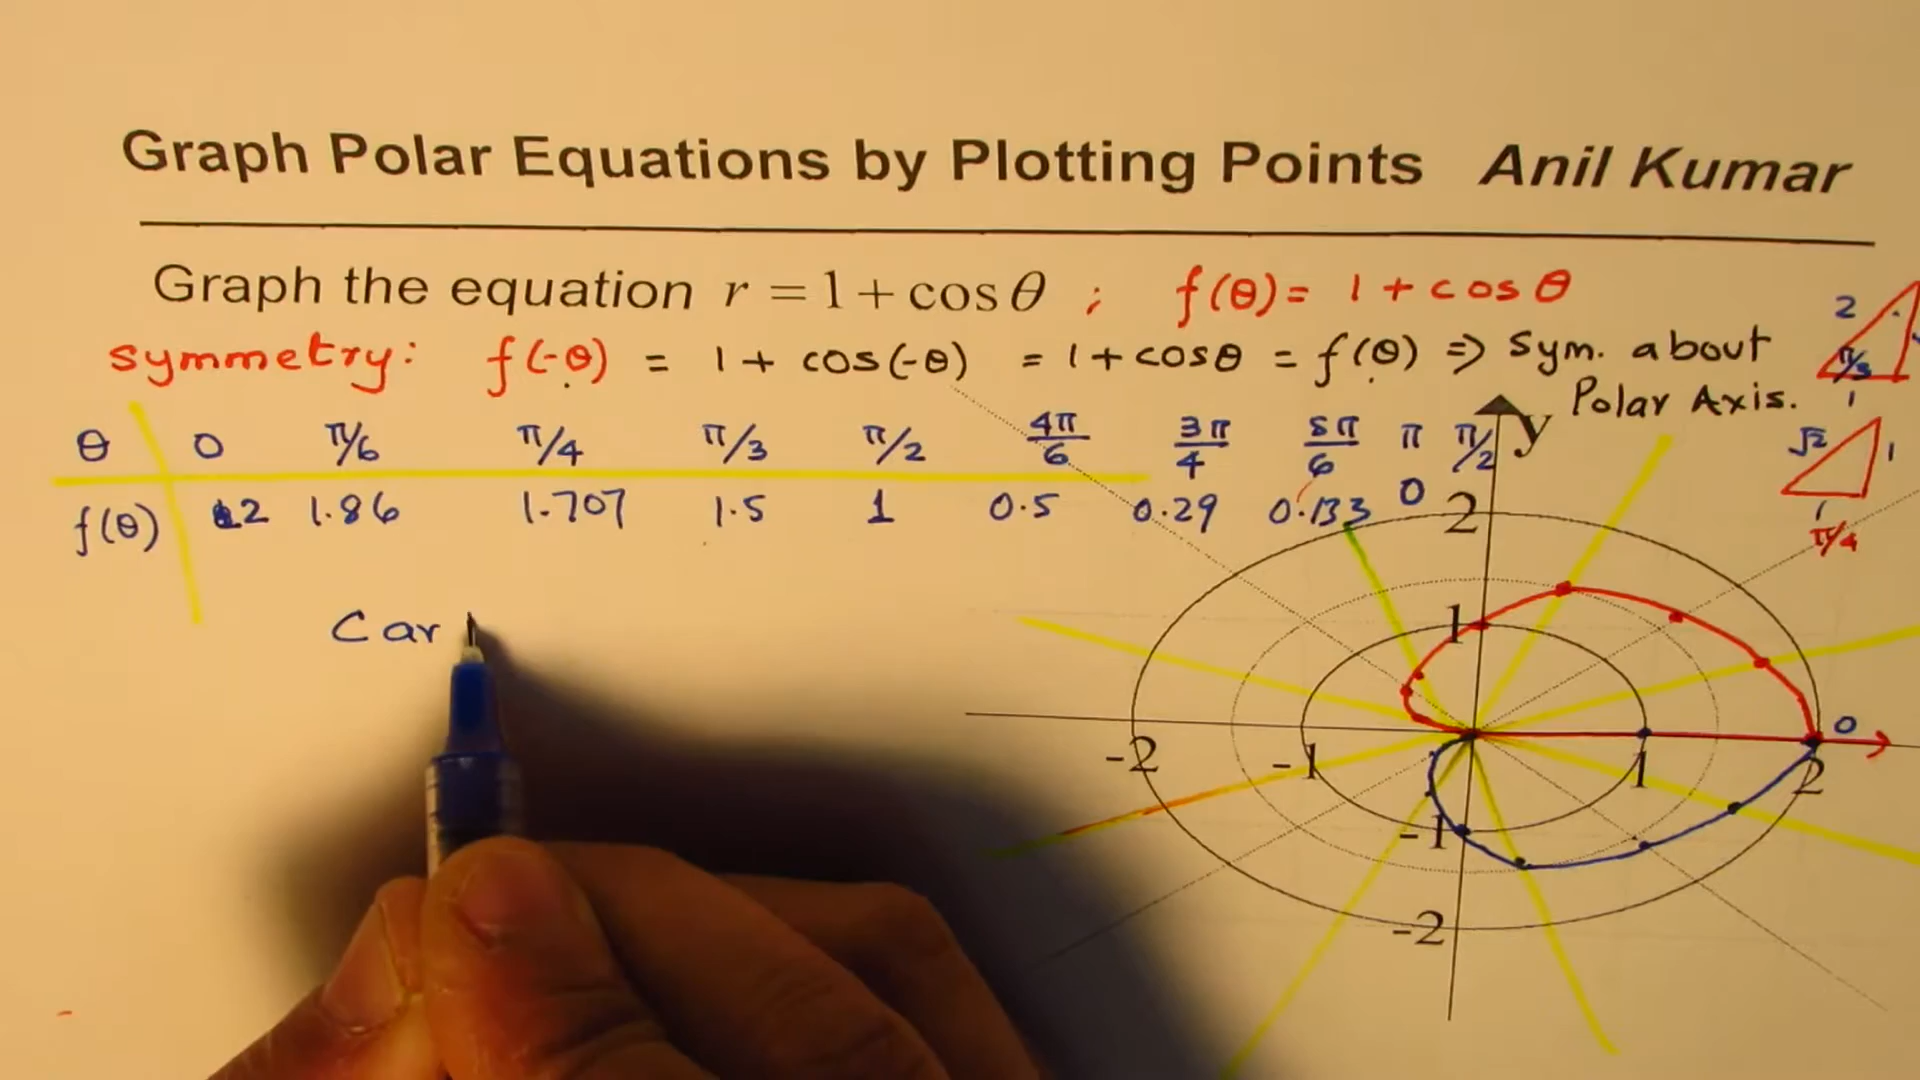 Graph Polar Equations by Plotting Points Anil Kumar
Graph the equation r = 1 + cos θ ; f(θ) = 1 + cos θ
symmetry: f(-θ) = 1 + cos(-θ) = 1 + cosθ = f(θ) => Sym. about
Polar Axis.
θ 0 π/6 π/4 π/3 π/2 4π/6 3π/4 5π/6 π π/2 y
f(θ) 2 1.86 1.707 1.5 1 0.5 0.29 0.133 0
2 π/3 1
√2 1 1 π/4
Car
2
1
0
-2 -1 1 2
-1
-2